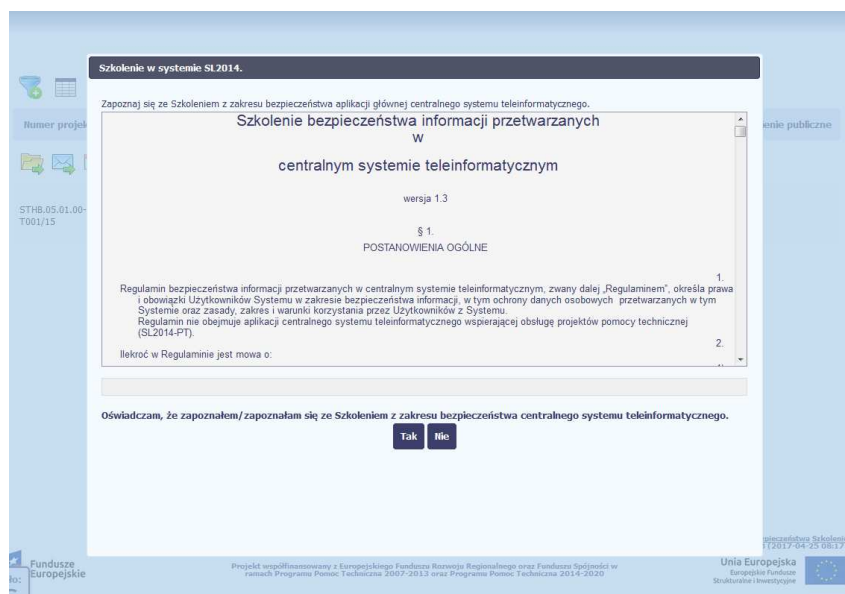 Szkolenie w systemie SL2014.
Zapoznaj się ze Szkoleniem z zakresu bezpieczeństwa aplikacji głównej centralnego systemu teleinformatycznego.
Numer projek
enie publiczne
Szkolenie bezpieczeństwa informacji przetwarzanych
w
centralnym systemie teleinformatycznym
wersja 1.3
§ 1.
POSTANOWIENIA OGÓLNE
STHB.05.01.00-
T001/15
1.
Regulamin bezpieczeństwa informacji przetwarzanych w centralnym systemie teleinformatycznym, zwany dalej „Regulaminem”, określa prawa
i obowiązki Użytkowników Systemu w zakresie bezpieczeństwa informacji, w tym ochrony danych osobowych przetwarzanych w tym
Systemie oraz zasady, zakres i warunki korzystania przez Użytkowników z Systemu.
Regulamin nie obejmuje aplikacji centralnego systemu teleinformatycznego wspierającej obsługę projektów pomocy technicznej
(SL2014-PT).
2.
Ilekroć w Regulaminie jest mowa o:
Oświadczam, że zapoznałem/zapoznałam się ze Szkoleniem z zakresu bezpieczeństwa centralnego systemu teleinformatycznego.
Tak Nie
Szkoleni
(2017-04-25 08:17
Fundusze
Europejskie
Projekt współfinansowany z Europejskiego Funduszu Rozwoju Regionalnego oraz Funduszu Spójności w
ramach Programu Pomoc Techniczna 2007-2013 oraz Programu Pomoc Techniczna 2014-2020
Unia Europejska
Europejskie Fundusze
Strukturalne i Inwestycyjne